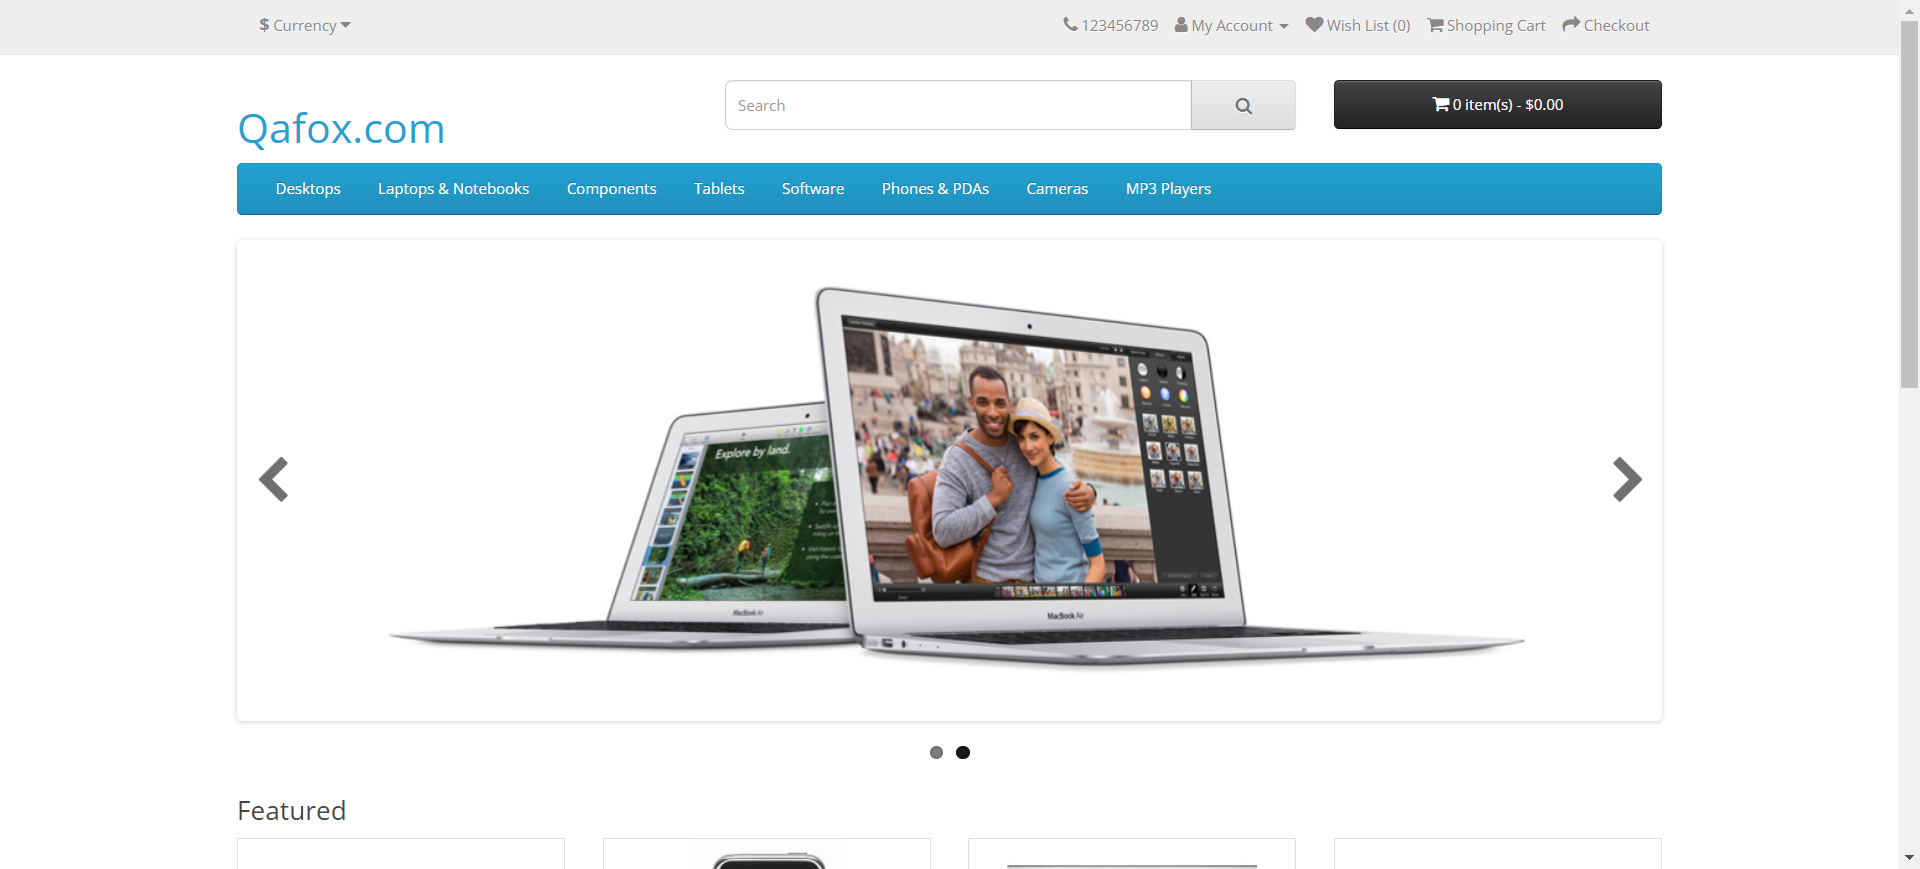 $ Currency
123456789 My Account Wish List (0) Shopping Cart Checkout
Qafox.com
Search
0 item(s) - $0.00
Desktops Laptops & Notebooks Components Tablets Software Phones & PDAs Cameras MP3 Players
Explore by land.
MacBook Air
MacBook Air
Featured